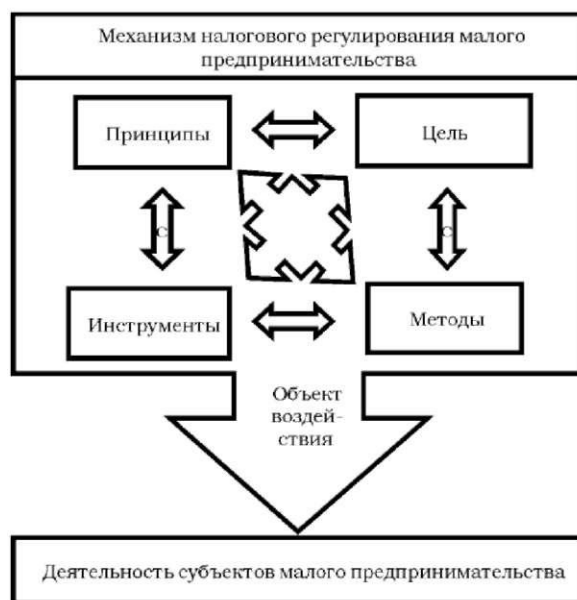 Механизм налогового регулирования малого
предпринимательства
Принципы
Цель
С
С
Инструменты
Методы
Объект
воздей-
ствия
Деятельность субъектов малого предпринимательства